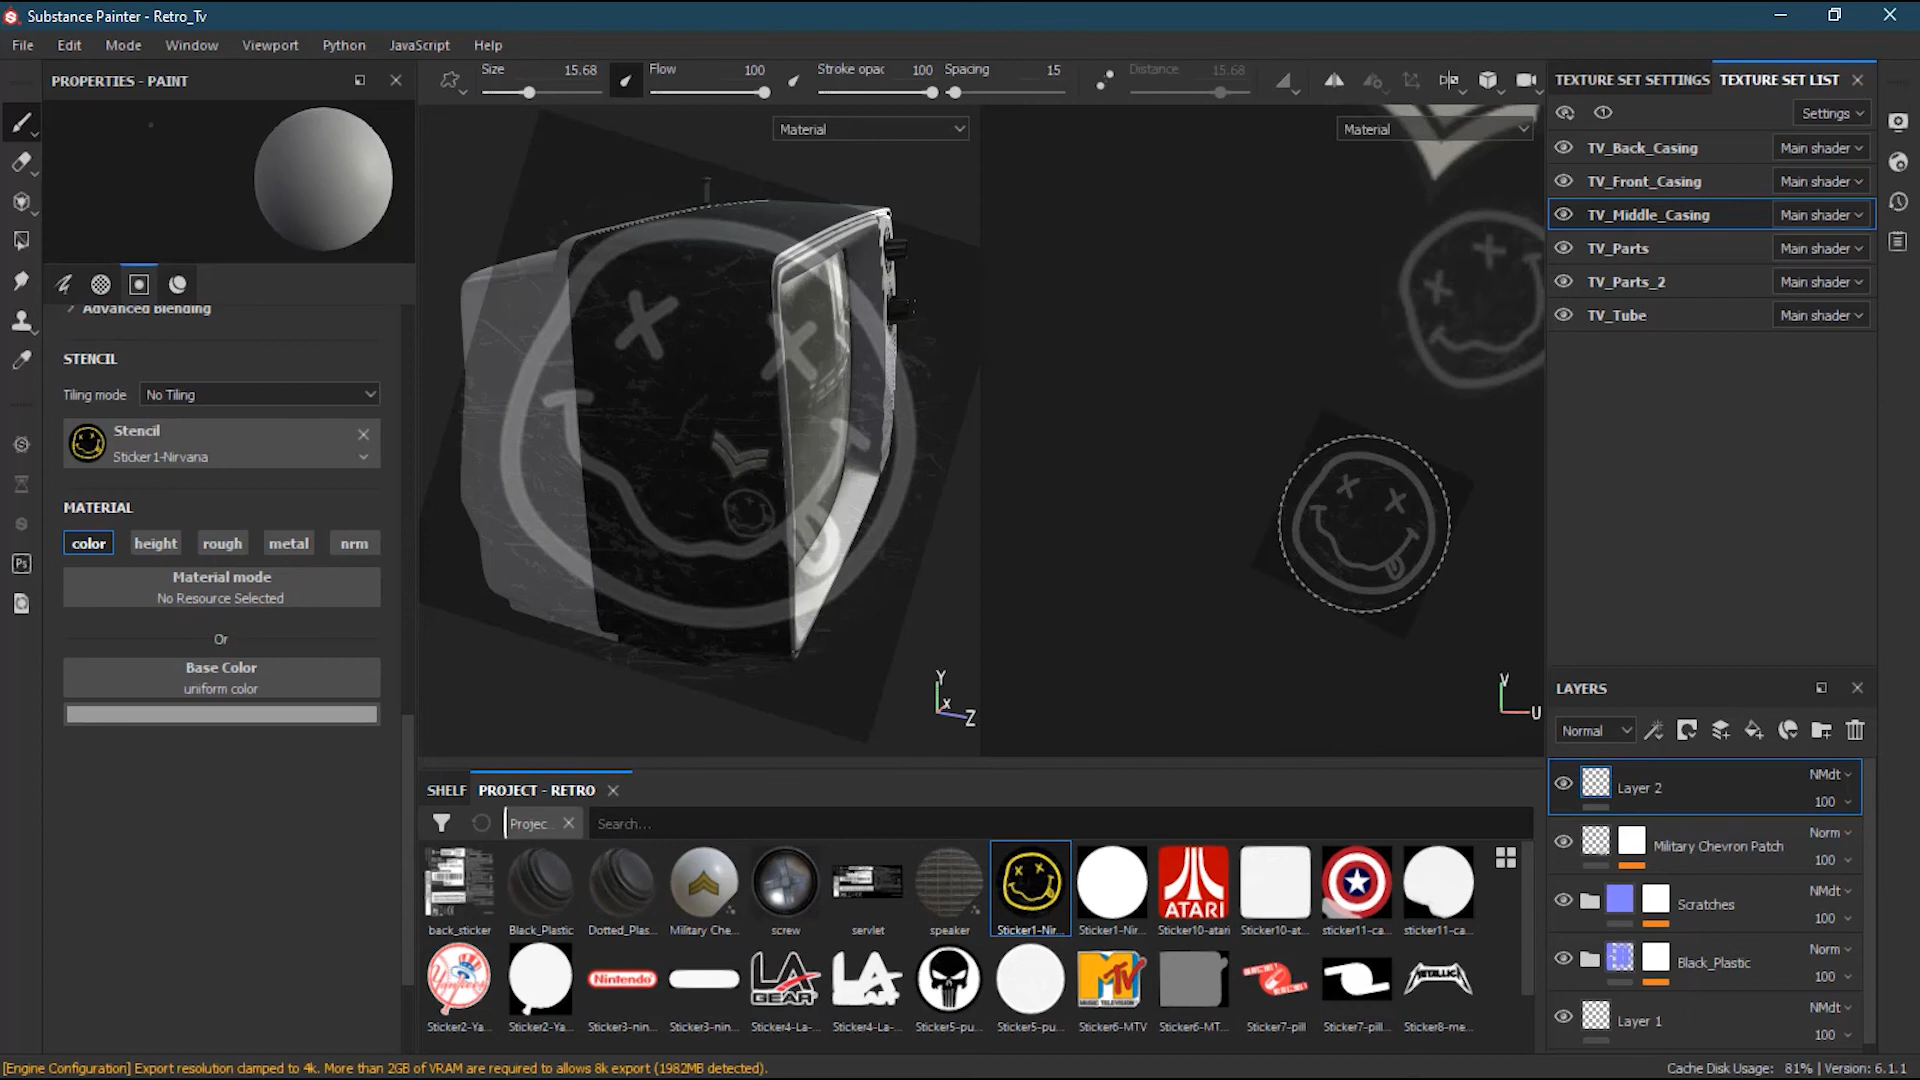 Substance Painter - Retro_Tv
File Edit Mode Window Viewport Python JavaScript Help
PROPERTIES - PAINT
Size 15.68 Flow 100 Stroke opac 100 Spacing 15 Distance 15.68
Material
Material
Advanced Blending
STENCIL
Tiling mode No Tiling
Stencil
Sticker1-Nirvana
MATERIAL
color height rough metal nrm
Material mode
No Resource Selected
Or
Base Color
uniform color
Ps
Y
X
Z
V
U
TEXTURE SET SETTINGS TEXTURE SET LIST
Settings
TV_Back_Casing Main shader
TV_Front_Casing Main shader
TV_Middle_Casing Main shader
TV_Parts Main shader
TV_Parts_2 Main shader
TV_Tube Main shader
LAYERS
Normal
Layer 2 NMdt 100
Military Chevron Patch Norm 100
Scratches NMdt 100
Black_Plastic Norm 100
Layer 1 NMdt 100
SHELF PROJECT - RETRO
Projec... Search...
ATARI
back_sticker Black_Plastic Dotted_Plas... Military Che... screw servlet speaker Sticker1-Nir... Sticker1-Nir... Sticker10-atari Sticker10-at... sticker11-ca... sticker11-ca...
Yankees Nintendo LA GEAR LA MTV MUSIC TELEVISION METALLICA
Sticker2-Ya... Sticker2-Ya... Sticker3-nin... Sticker3-nin... Sticker4-La-... Sticker4-La-... Sticker5-pu... Sticker5-pu... Sticker6-MTV Sticker6-MT... Sticker7-pill Sticker7-pill... Sticker8-me...
[Engine Configuration] Export resolution clamped to 4k. More than 2GB of VRAM are required to allows 8k export (1982MB detected).
Cache Disk Usage: 81% | Version: 6.1.1